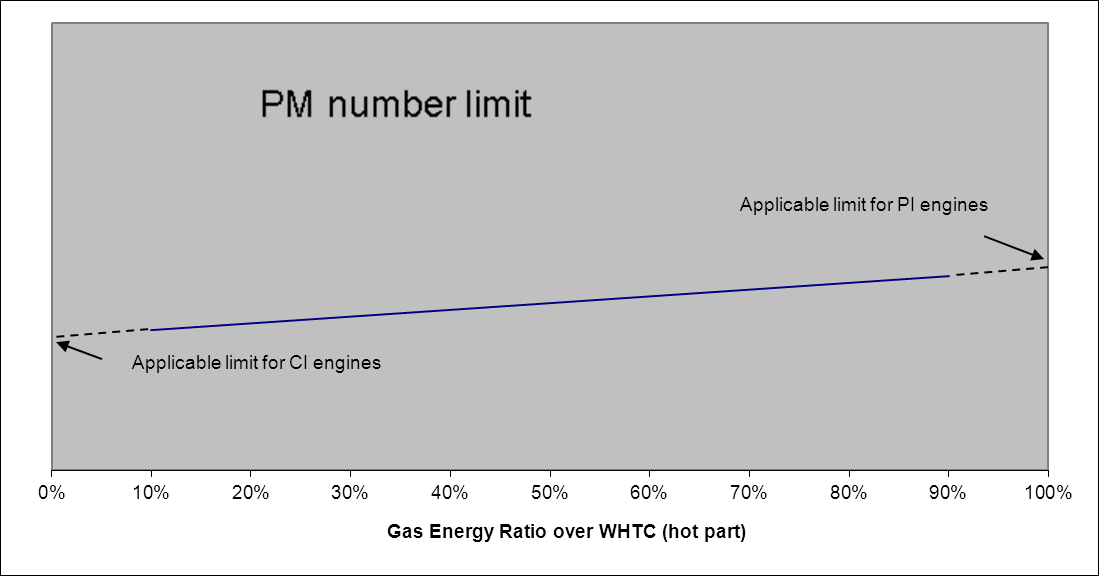 PM number limit
Applicable limit for PI engines
Applicable limit for CI engines
0% 10% 20% 30% 40% 50% 60% 70% 80% 90% 100%
Gas Energy Ratio over WHTC (hot part)